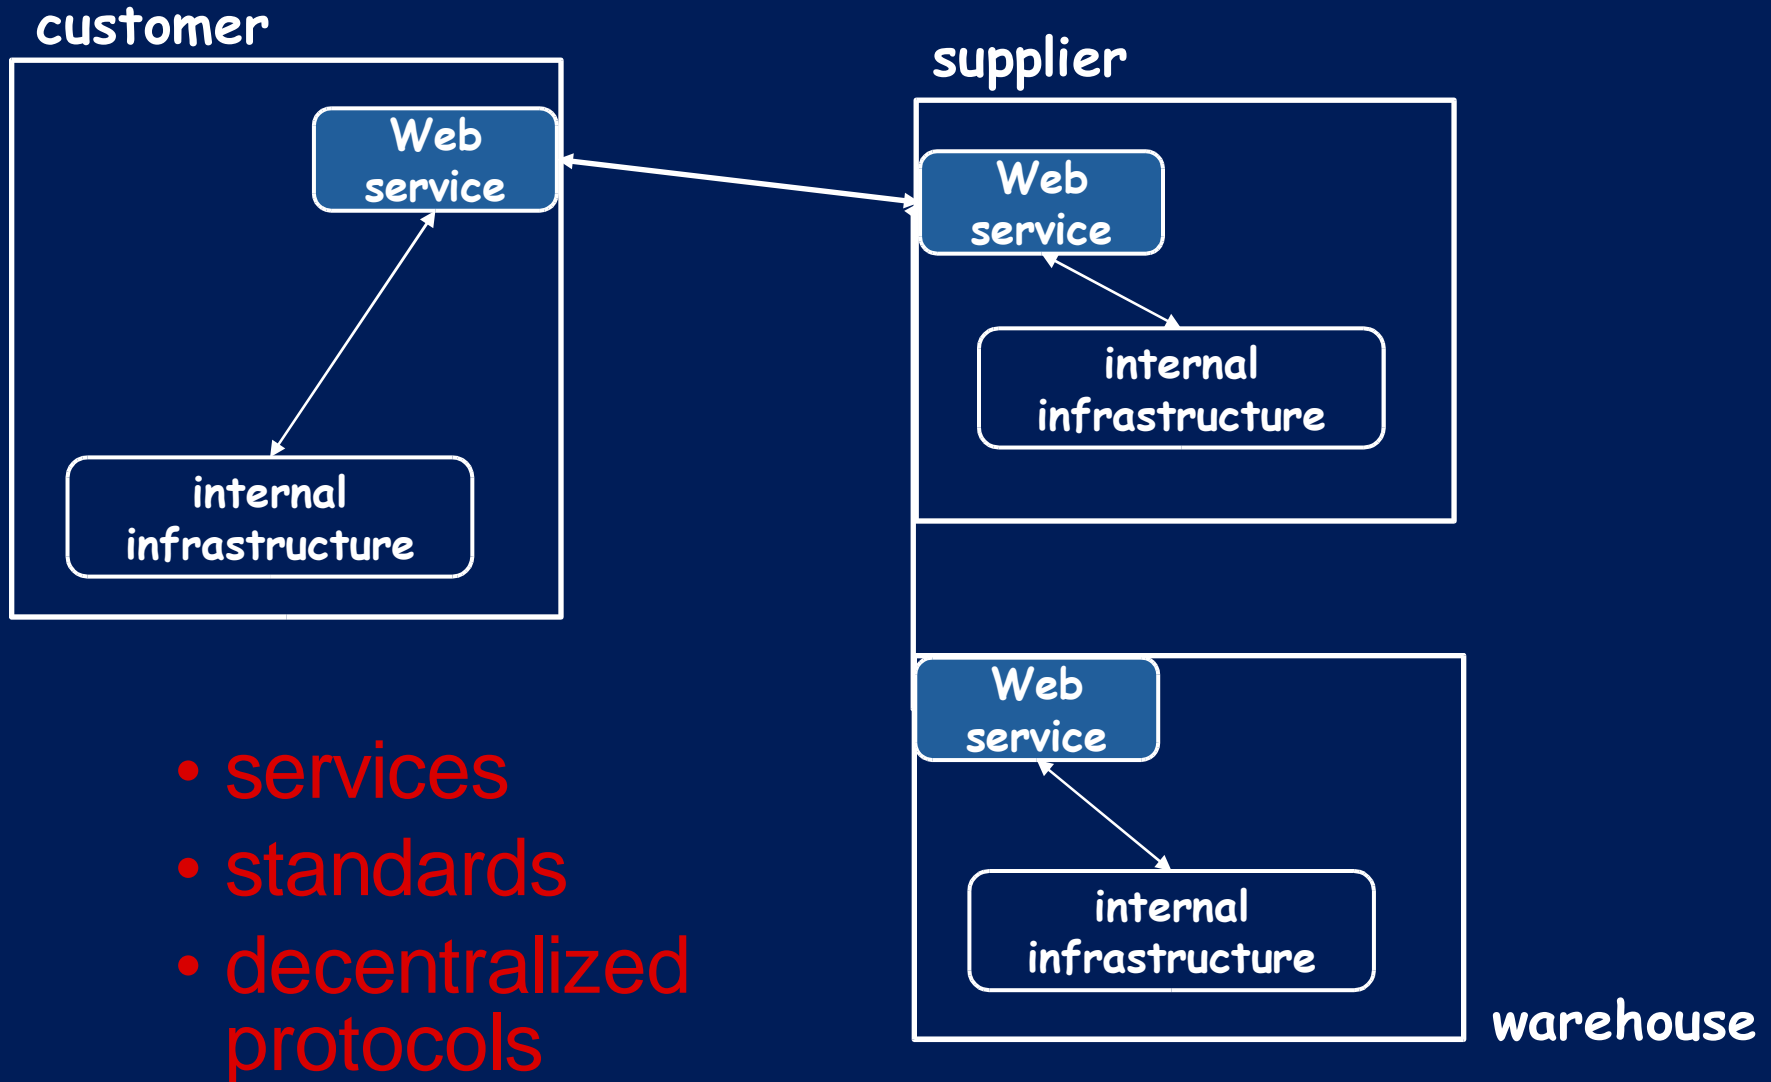 customer
Web
service
internal
infrastructure
supplier
Web
service
internal
infrastructure
Web
service
internal
infrastructure
warehouse
• services
• standards
• decentralized
protocols